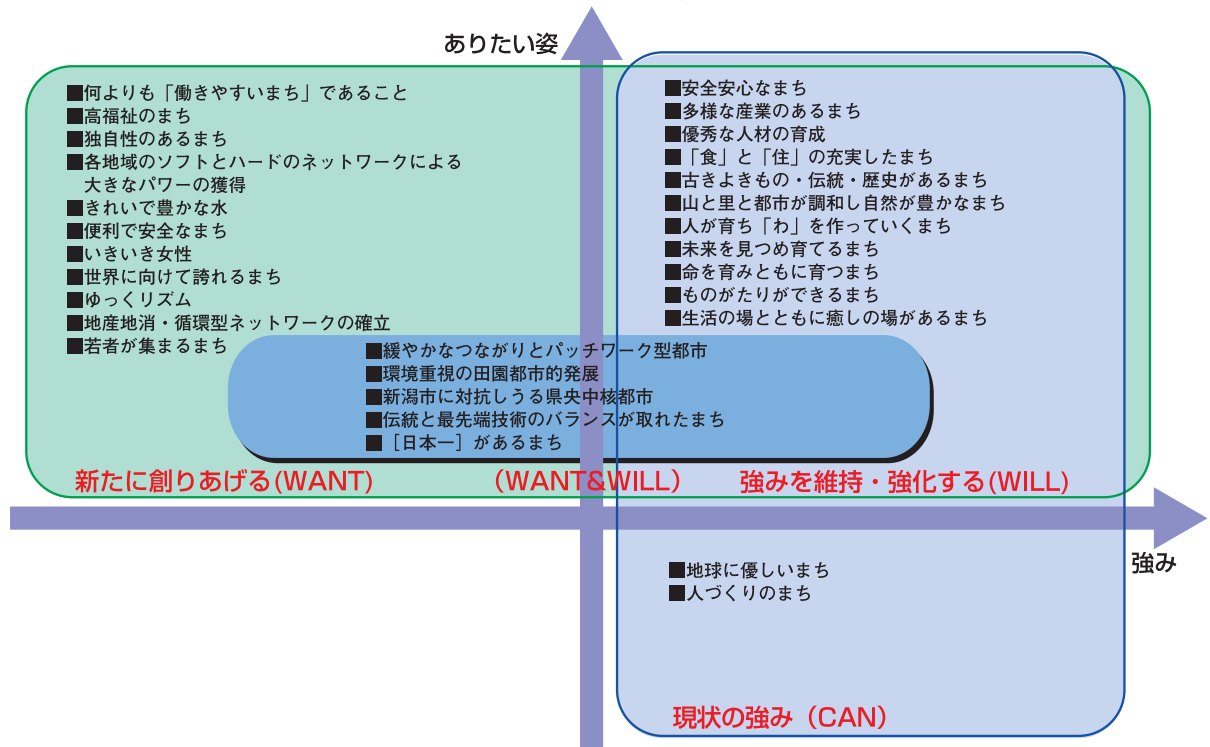 ありたい姿
■何よりも「働きやすいまち」であること
■高福祉のまち
■独自性のあるまち
■各地域のソフトとハードのネットワークによる
大きなパワーの獲得
■きれいで豊かな水
■便利で安全なまち
■いきいき女性
■世界に向けて誇れるまち
■ゆっくリズム
■地産地消・循環型ネットワークの確立
■若者が集まるまち
■安全安心なまち
■多様な産業のあるまち
■優秀な人材の育成
■「食」と「住」の充実したまち
■古きよきもの・伝統・歴史があるまち
■山と里と都市が調和し自然が豊かなまち
■人が育ち「わ」を作っていくまち
■未来を見つめ育てるまち
■命を育みともに育つまち
■ものがたりができるまち
■生活の場とともに癒しの場があるまち
■緩やかなつながりとパッチワーク型都市
■環境重視の田園都市的発展
■新潟市に対抗しうる県央中核都市
■伝統と最先端技術のバランスが取れたまち
■［日本一］があるまち
新たに創りあげる(WANT)
（WANT&WILL）
強みを維持・強化する(WILL)
強み
■地球に優しいまち
■人づくりのまち
現状の強み（CAN）